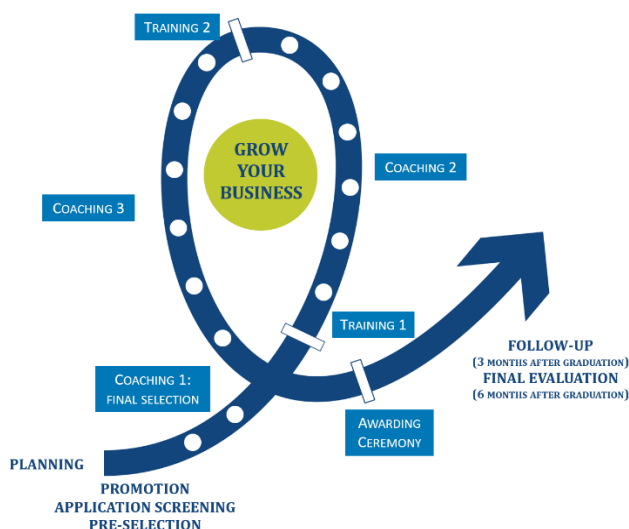 TRAINING 2
GROW
YOUR
BUSINESS
COACHING 2
COACHING 3
TRAINING 1
FOLLOW-UP
(3 MONTHS AFTER GRADUATION)
FINAL EVALUATION
(6 MONTHS AFTER GRADUATION)
COACHING 1:
FINAL SELECTION
AWARDING
CEREMONY
PLANNING
PROMOTION
APPLICATION SCREENING
PRE-SELECTION